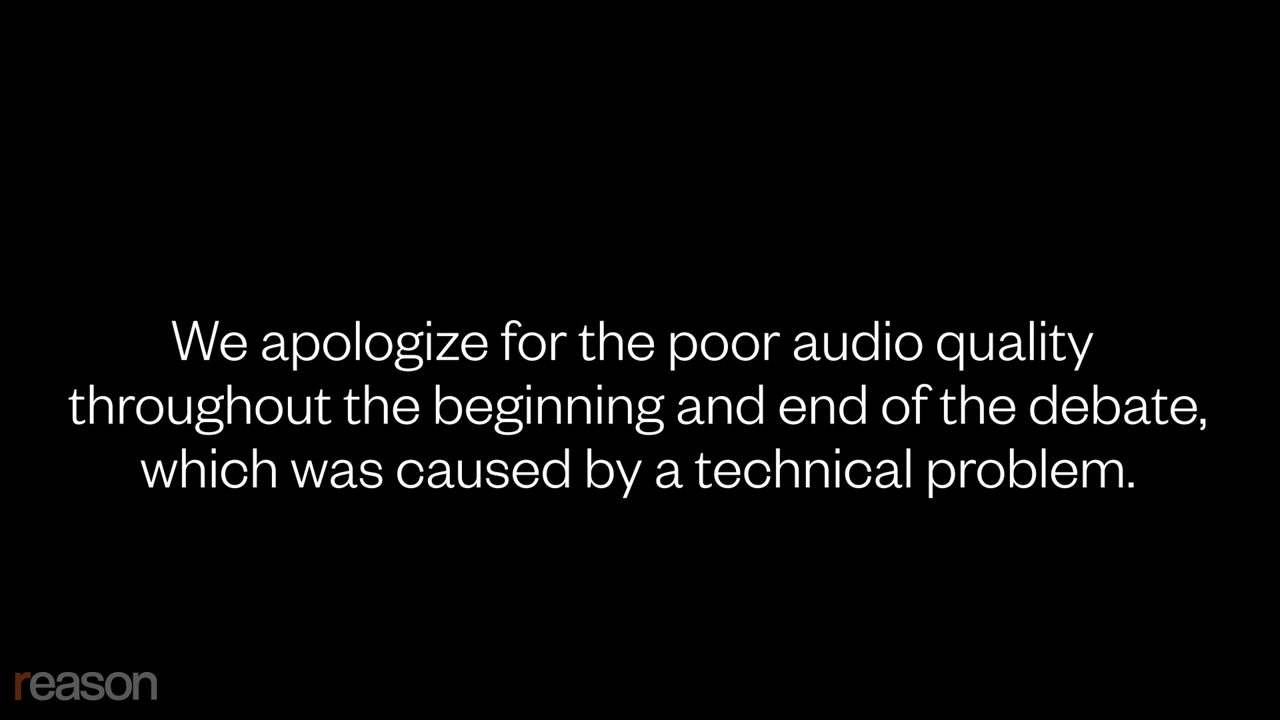 We apologize for the poor audio quality
throughout the beginning and end of the debate,
which was caused by a technical problem.
reason